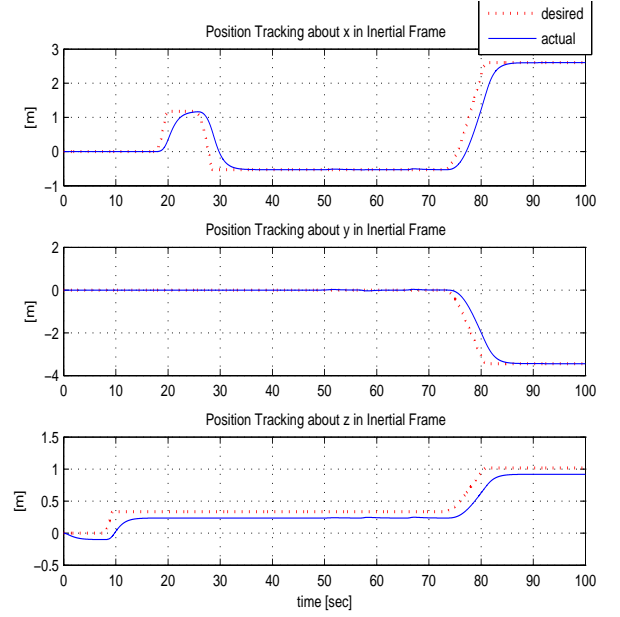 Position Tracking about x in Inertial Frame
desired
actual
3
2
1
0
−1
[m]
0 10 20 30 40 50 60 70 80 90 100
Position Tracking about y in Inertial Frame
2
0
−2
−4
[m]
0 10 20 30 40 50 60 70 80 90 100
Position Tracking about z in Inertial Frame
1.5
1
0.5
0
−0.5
[m]
0 10 20 30 40 50 60 70 80 90 100
time [sec]